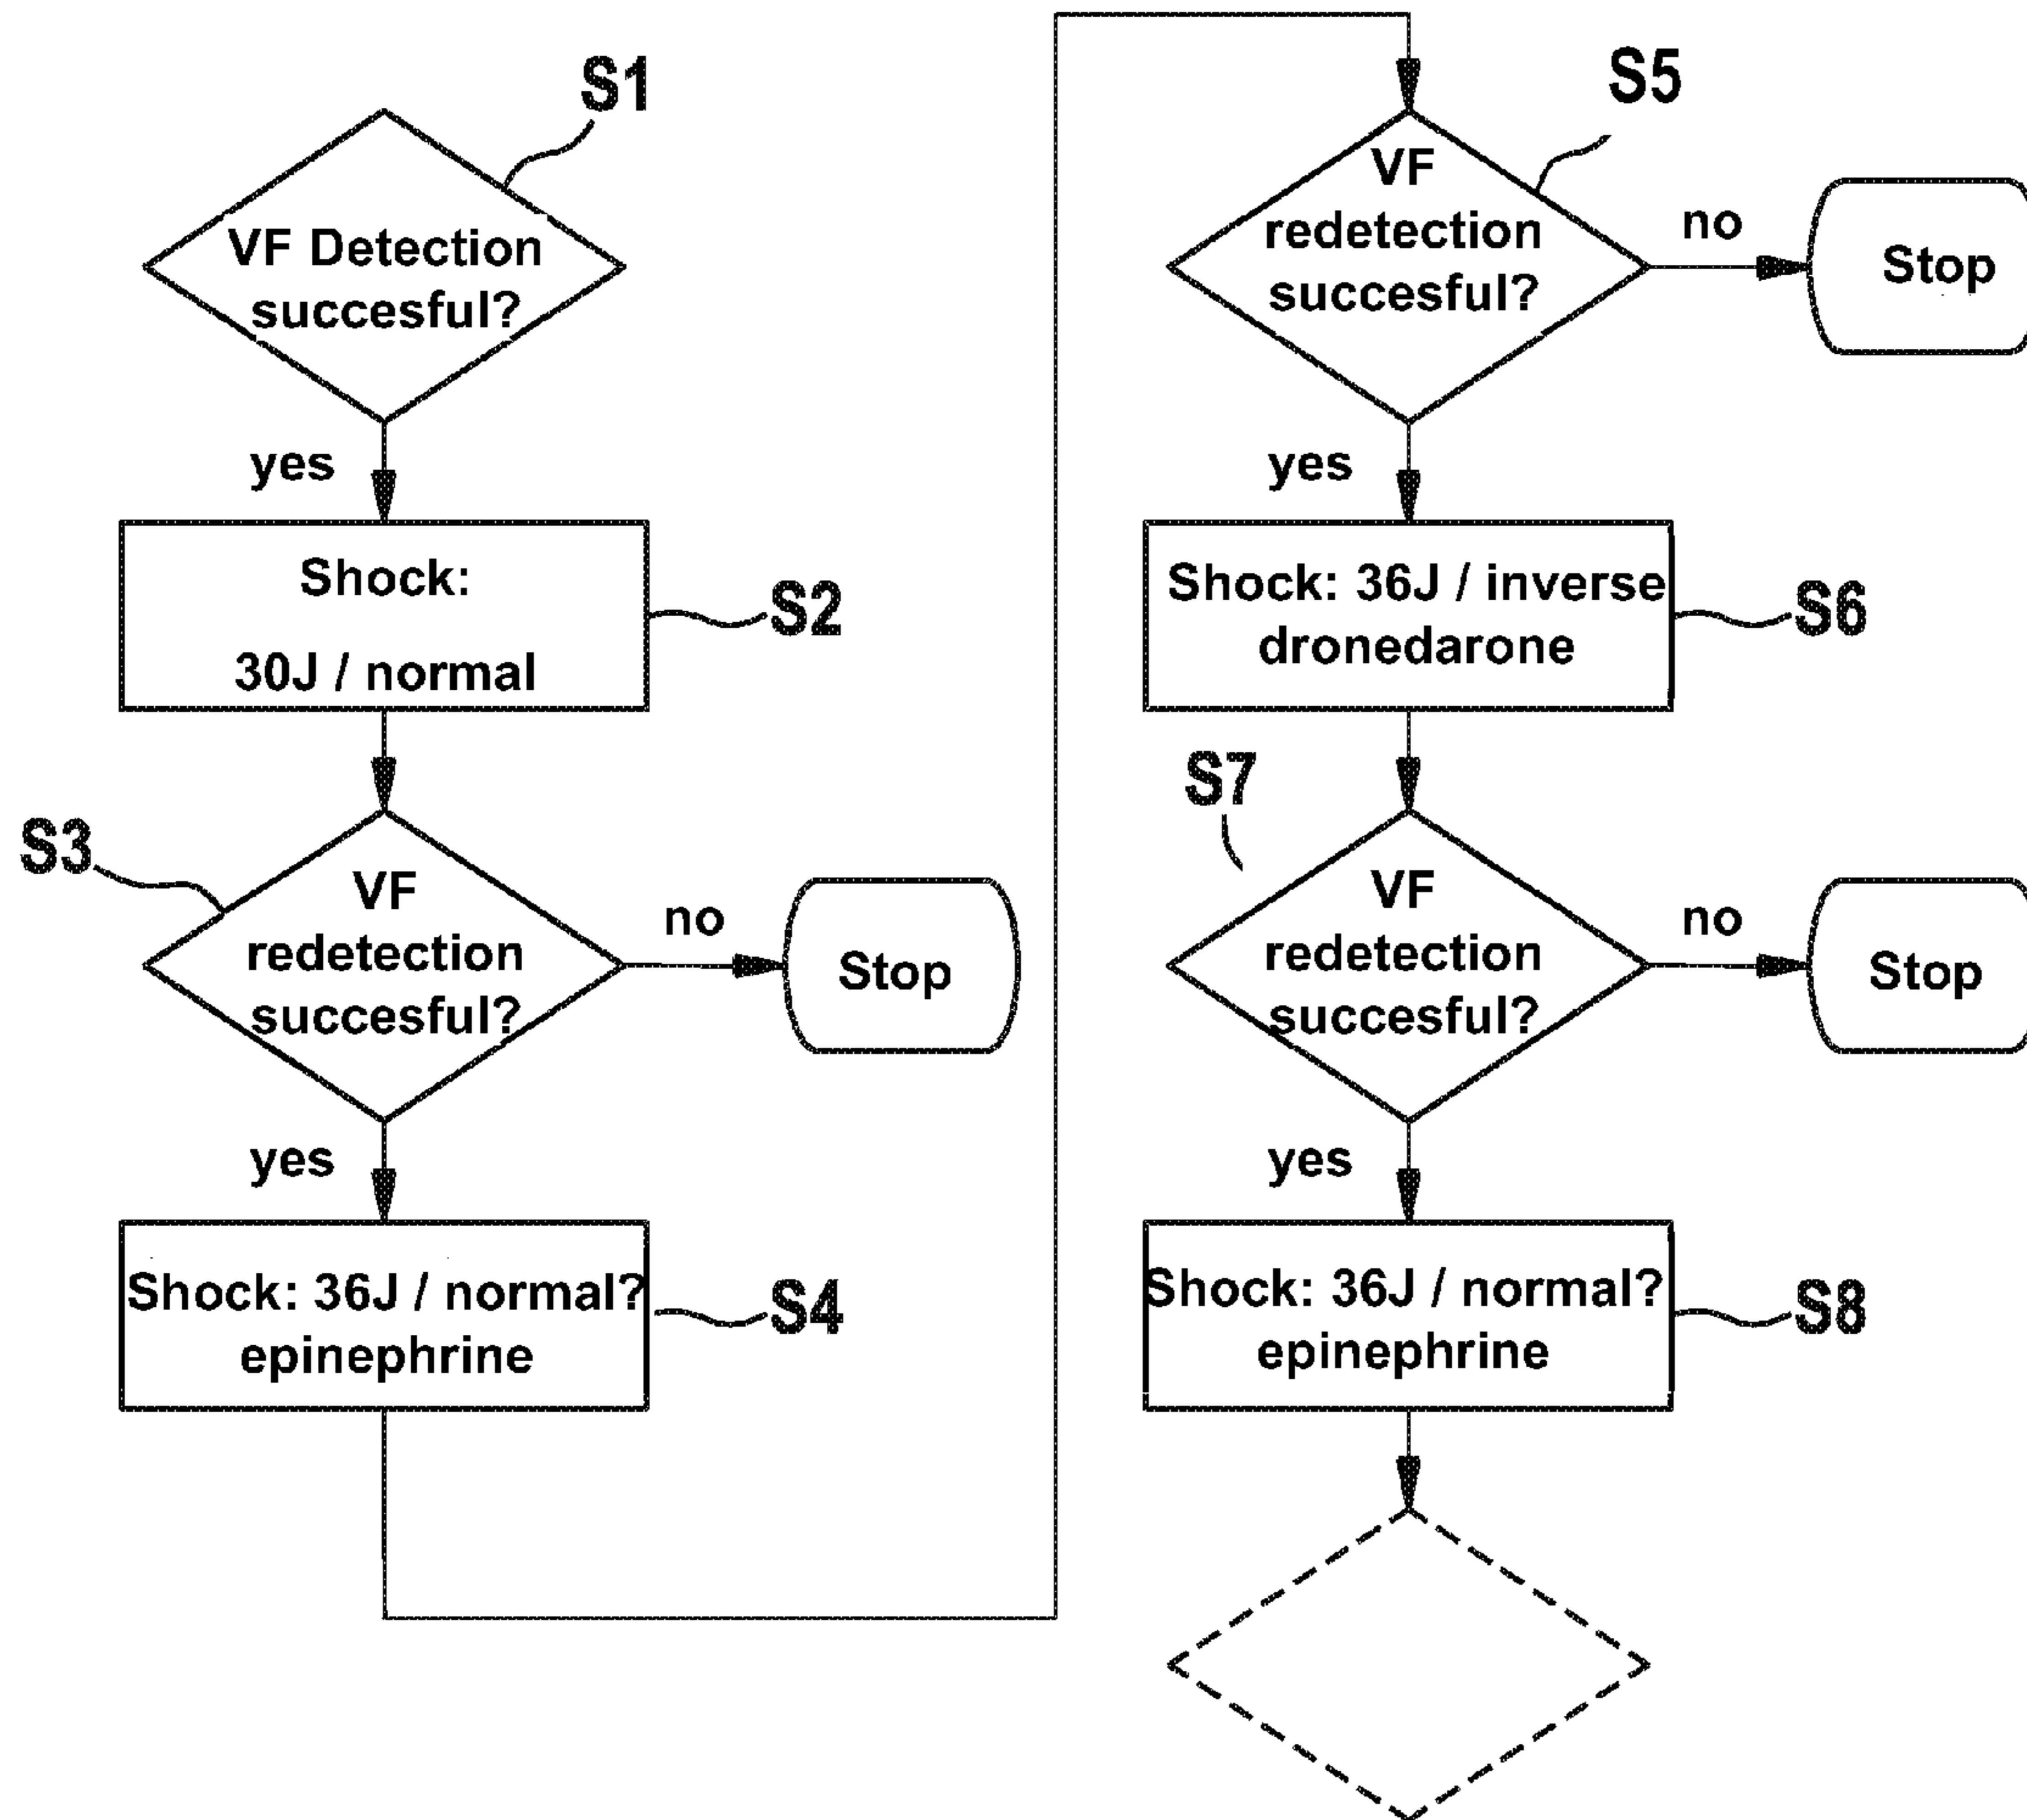 S1
VF Detection
succesful?
yes
Shock:
30J / normal
S2
S3
VF
redetection
succesful?
no
Stop
yes
Shock: 36J / normal?
epinephrine
S4
S5
VF
redetection
succesful?
no
Stop
yes
Shock: 36J / inverse
dronedarone
S6
S7
VF
redetection
succesful?
no
Stop
yes
Shock: 36J / normal?
epinephrine
S8